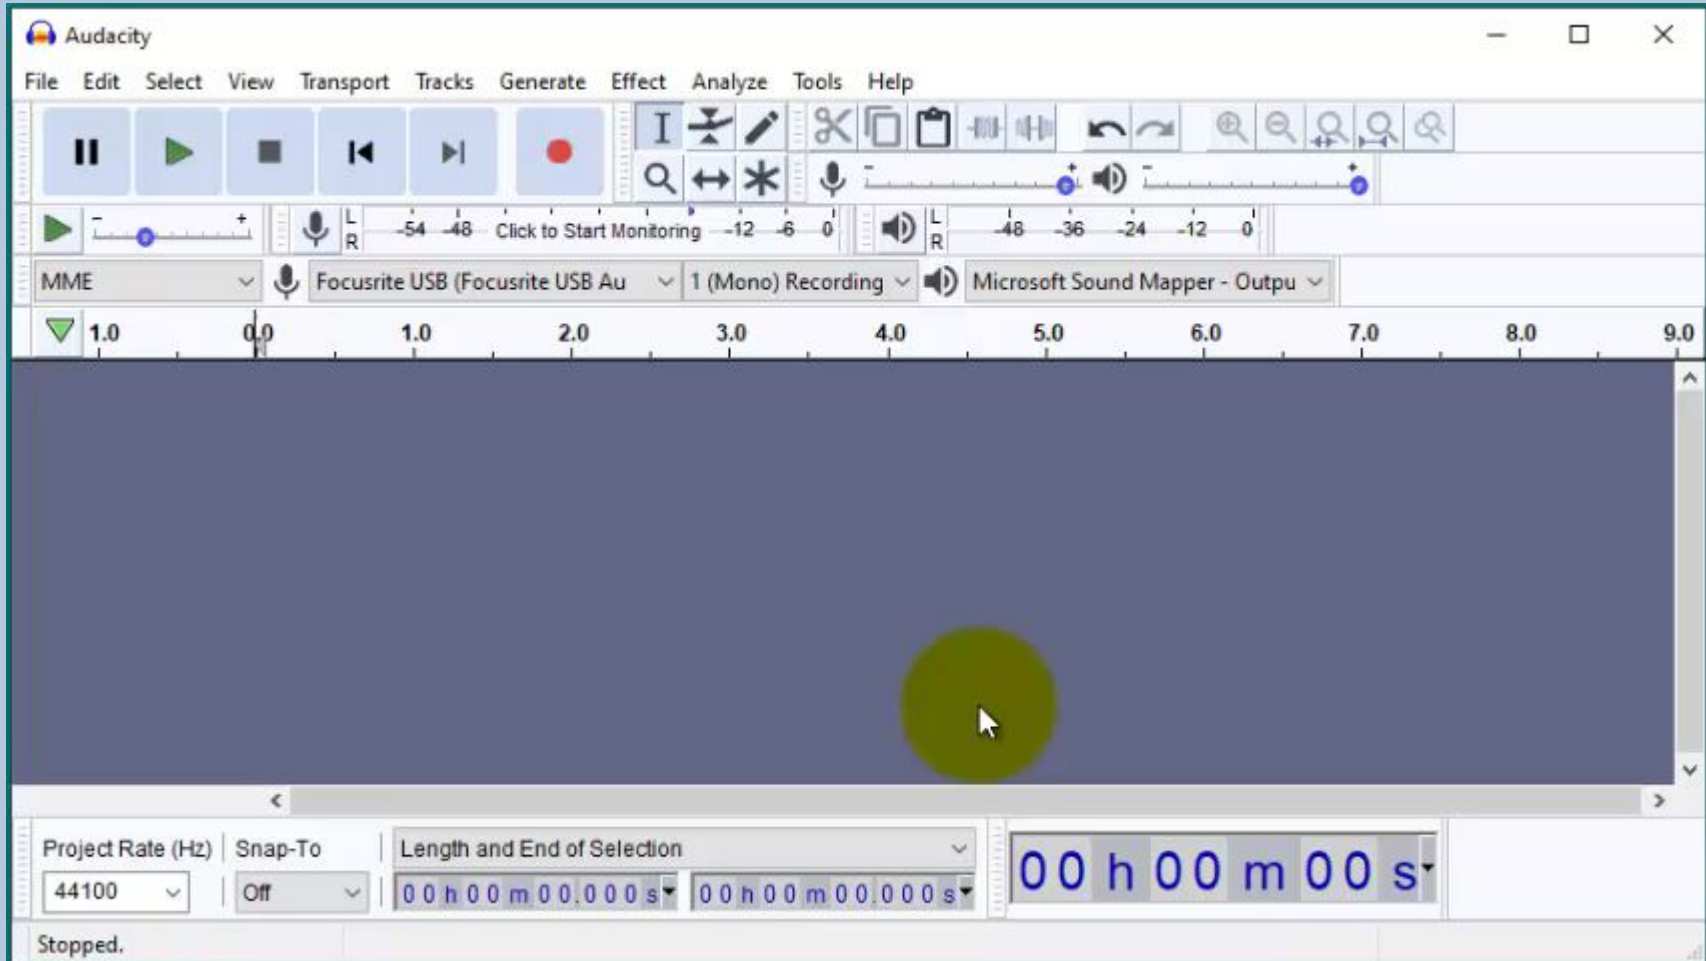 Audacity
File Edit Select View Transport Tracks Generate Effect Analyze Tools Help
- + - +
- + L R -54 -48 Click to Start Monitoring -12 -6 0 L R -48 -36 -24 -12 0
MME Focusrite USB (Focusrite USB Au 1 (Mono) Recording Microsoft Sound Mapper - Outpu
1.0 0.0 1.0 2.0 3.0 4.0 5.0 6.0 7.0 8.0 9.0
Project Rate (Hz) Snap-To Length and End of Selection
44100 Off 00h00m00.000s 00h00m00.000s 00h00m00s
Stopped.